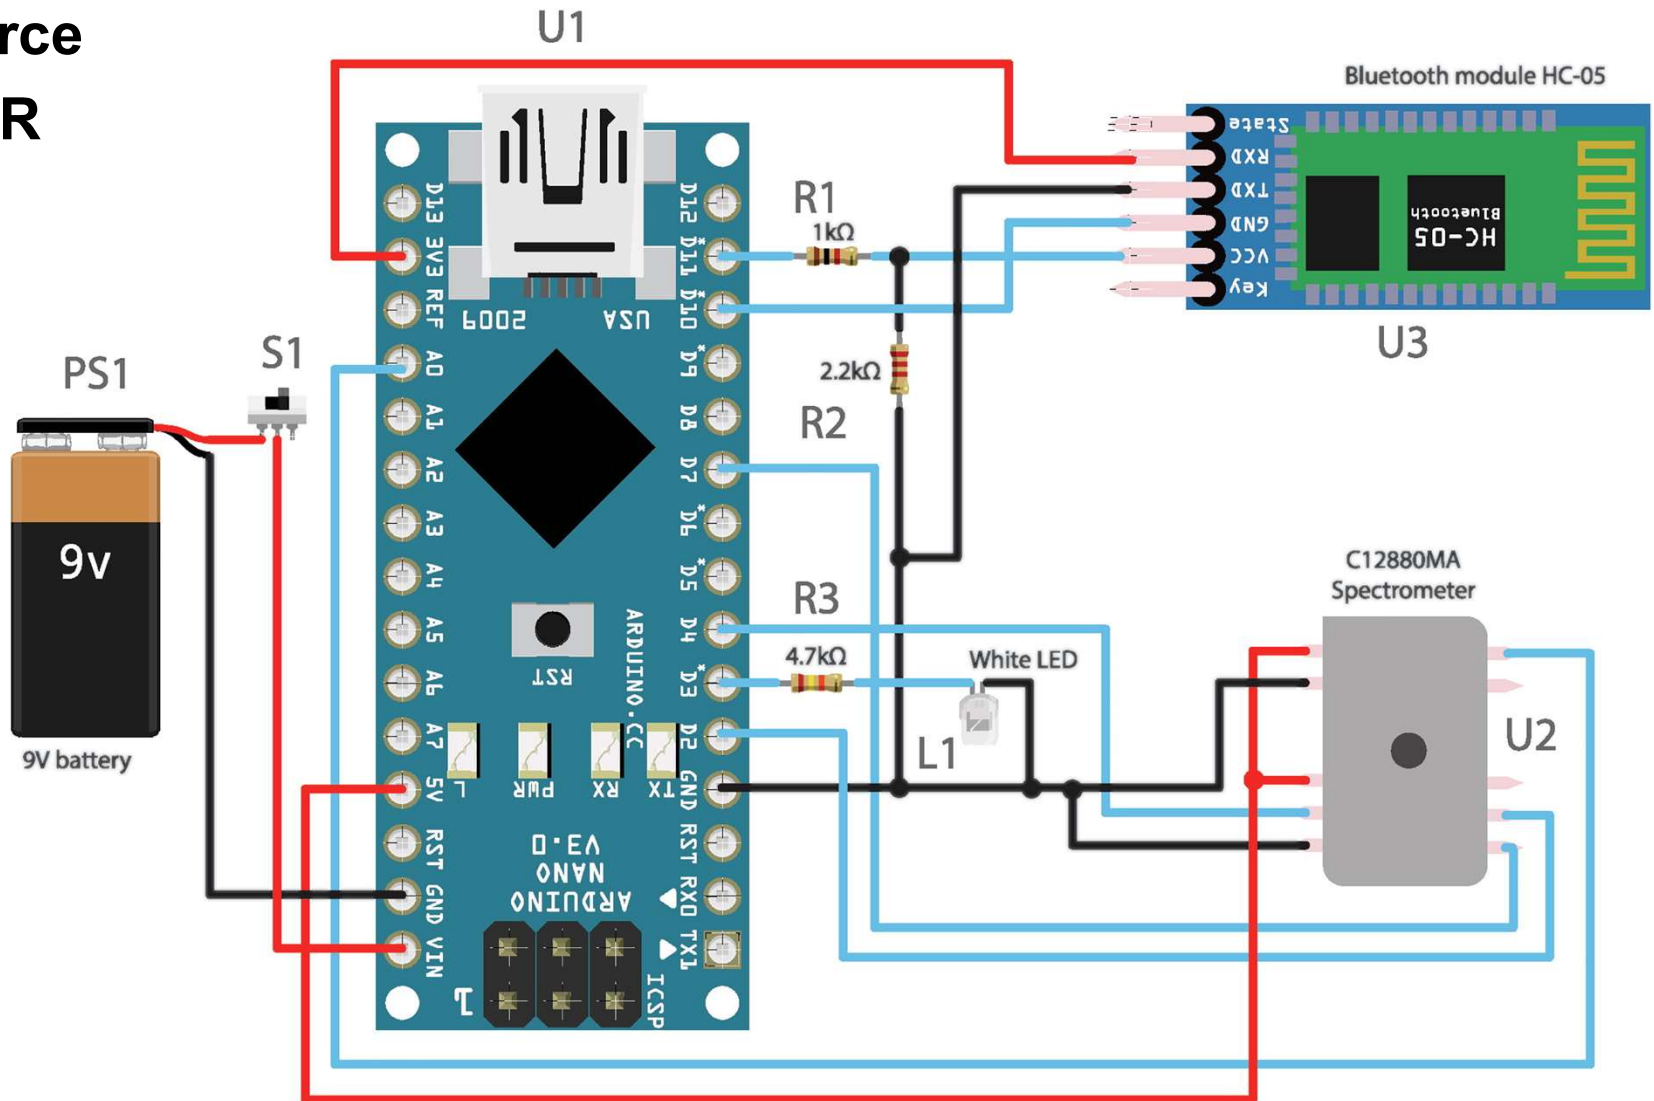 rce
R
U1
Bluetooth module HC-05
State
RXD
TXD
GND
VCC
Key
HC-05
Bluetooth
U3
R1
1kΩ
2.2kΩ
R2
PS1
S1
9v
9V battery
D13
3V3
REF
A0
A1
A2
A3
A4
A5
A6
A7
5V
RST
GND
VIN
D12
D11*
D10*
D9*
D8
D7
D6*
D5*
D4
D3*
D2
GND
RST
RX0
TX1
2009
USA
RST
ARDUINO.CC
L
PWR
RX
TX
ARDUINO
NANO
V3.0
1
ICSP
R3
4.7kΩ
White LED
L1
C12880MA
Spectrometer
U2